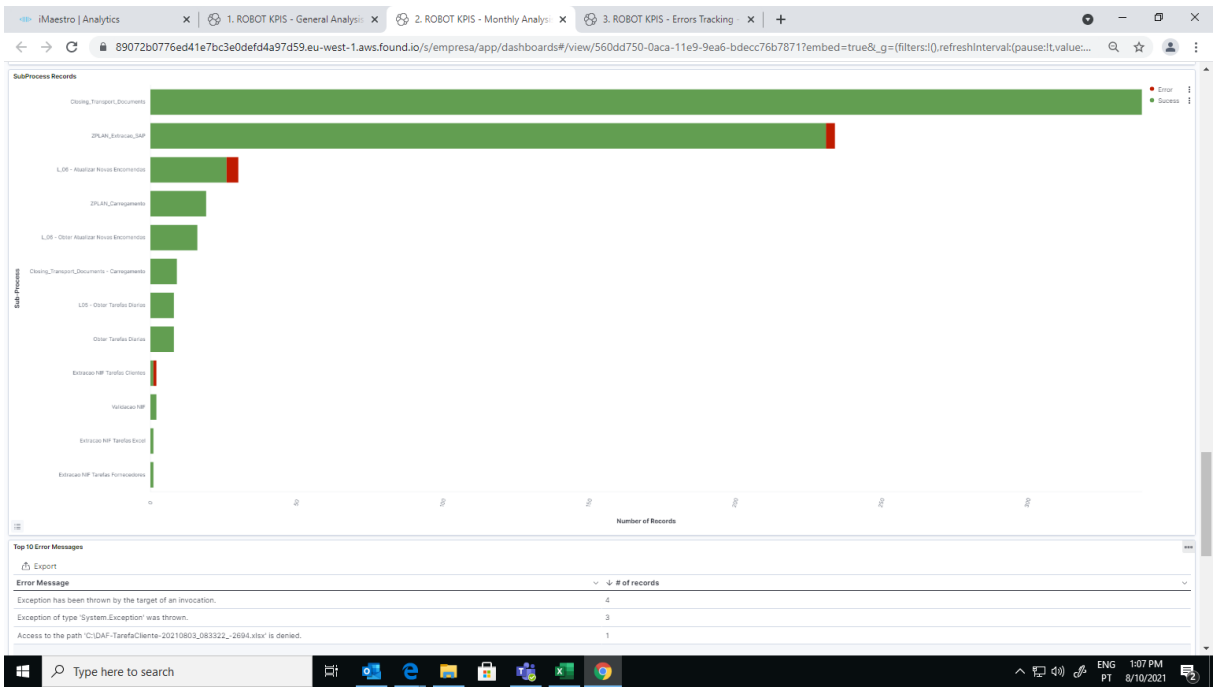 iMaestro | Analytics
1. ROBOT KPIS - General Analysis
2. ROBOT KPIS - Monthly Analysis
3. ROBOT KPIS - Errors Tracking -
89072b0776ed41e7bc3e0defd4a97d59.eu-west-1.aws.found.io/s/empresa/app/dashboards#/view/560dd750-0aca-11e9-9ea6-bdecc76b7871?embed=true&_g=(filters:!(),refreshInterval:(pause:!t,value:...
SubProcess Records
Error
Sucess
Closing_Transport_Documents
ZPLAN_Extracao_SAP
L_08 - Atualizar Novas Encomendas
ZPLAN_Carregamento
L_08 - Obter Atualizar Novas Encomendas
Closing_Transport_Documents - Carregamento
L05 - Obter Tarefas Diarias
Obter Tarefas Diarias
Extracao NIF Tarefas Clientes
Validacao NIF
Extracao NIF Tarefas Excel
Extracao NIF Tarefas Fornecedores
Sub-Process
0 50 100 150 200 250 300
Number of Records
Top 10 Error Messages
Export
Error Message # of records
Exception has been thrown by the target of an invocation. 4
Exception of type 'System.Exception' was thrown. 3
Access to the path 'C:\DAF-TarefaCliente-20210803_083322_-2694.xlsx' is denied. 1
Type here to search
ENG 1:07 PM
PT 8/10/2021
2